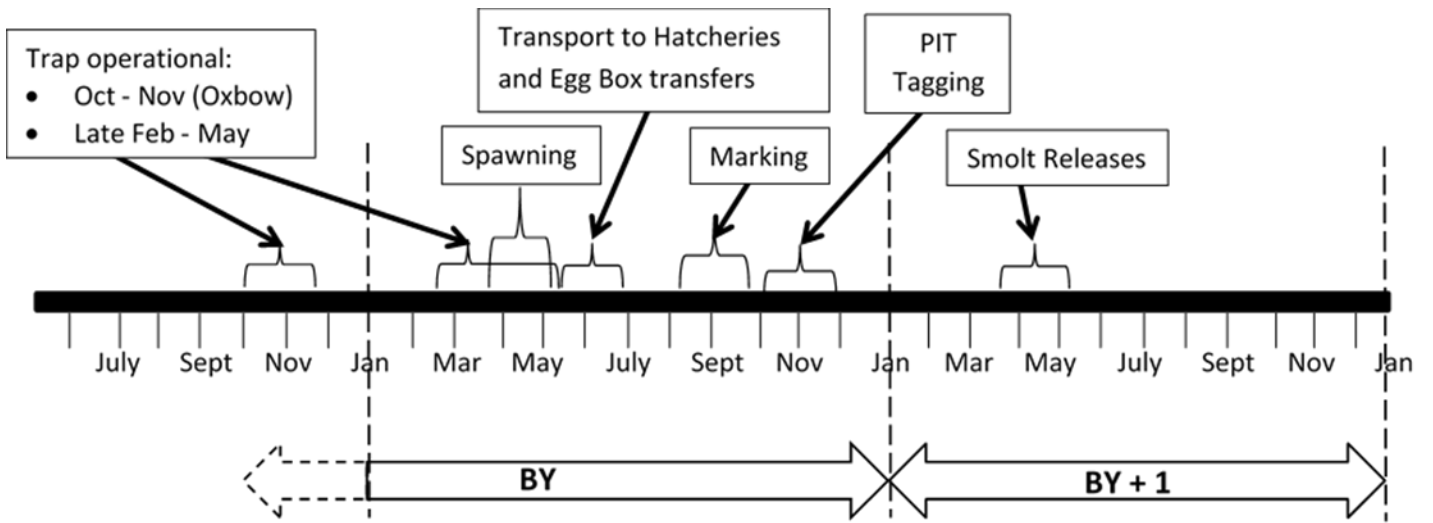 Trap operational:
• Oct - Nov (Oxbow)
• Late Feb - May
Transport to Hatcheries
and Egg Box transfers
PIT
Tagging
Spawning
Marking
Smolt Releases
July Sept Nov Jan Mar May July Sept Nov Jan Mar May July Sept Nov Jan
BY
BY + 1